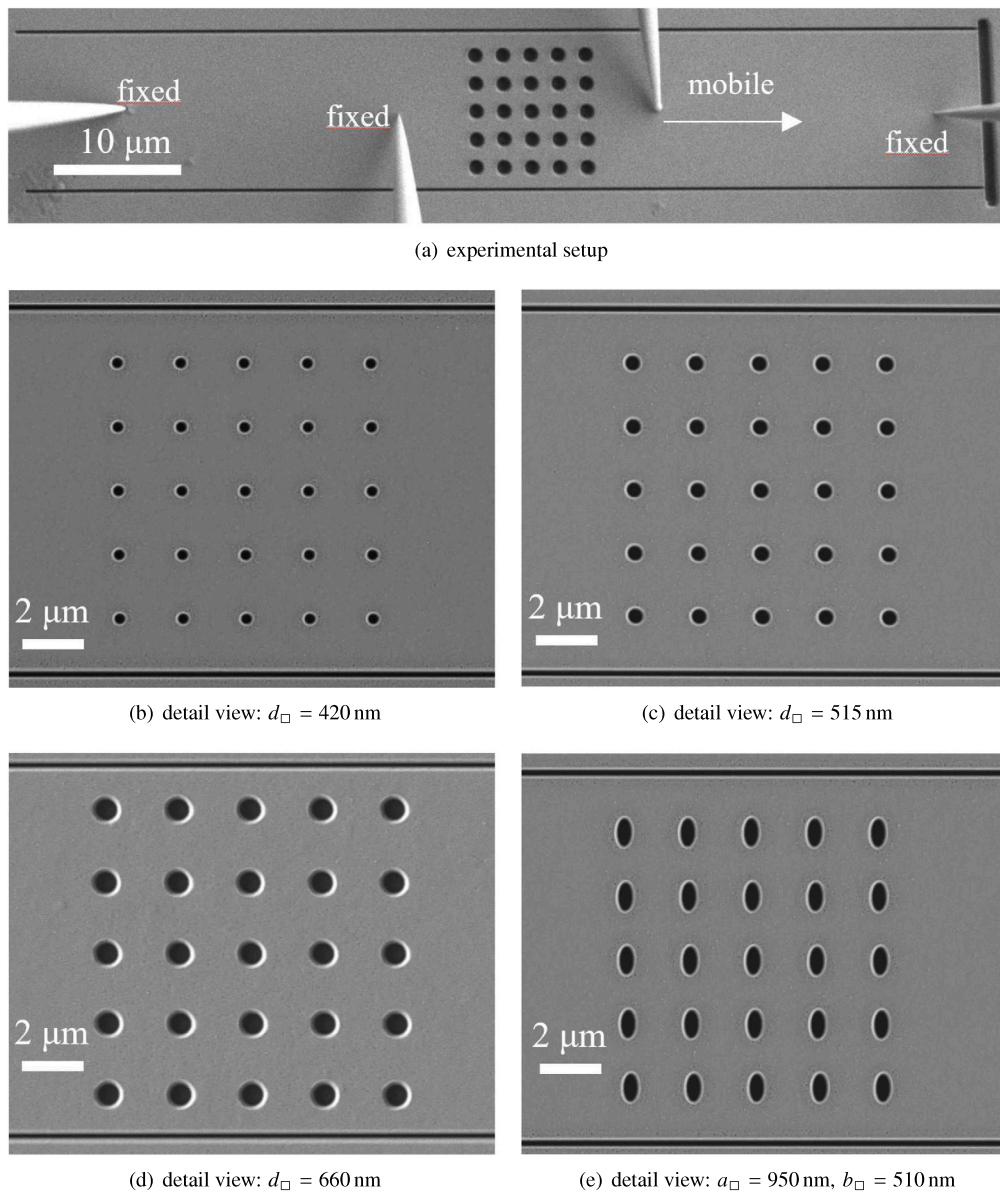 fixed
fixed
mobile
fixed
10 μm
(a) experimental setup
2 μm
2 μm
(b) detail view: d□ = 420 nm
(c) detail view: d□ = 515 nm
2 μm
2 μm
(d) detail view: d□ = 660 nm
(e) detail view: a□ = 950 nm, b□ = 510 nm